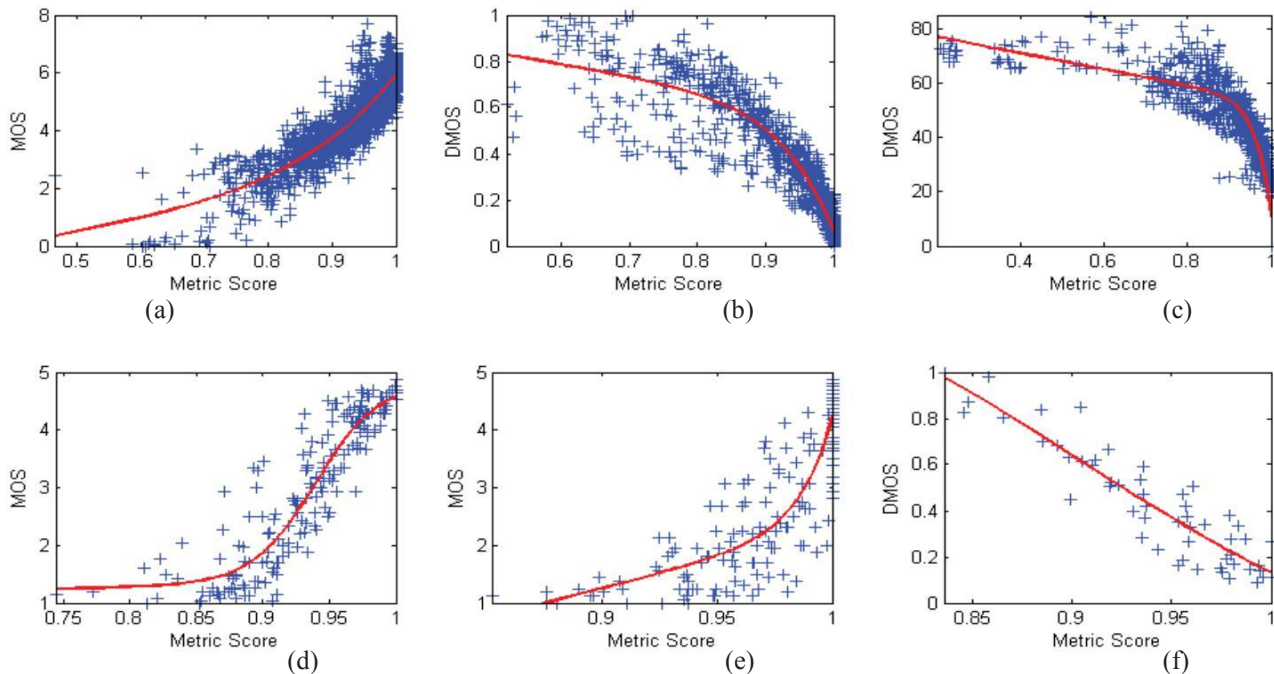 8
6
4
2
0
0.5 0.6 0.7 0.8 0.9 1
MOS
Metric Score
(a)
1
0.8
0.6
0.4
0.2
0
0.6 0.7 0.8 0.9 1
DMOS
Metric Score
(b)
80
60
40
20
0
0.4 0.6 0.8 1
DMOS
Metric Score
(c)
5
4
3
2
1
0.75 0.8 0.85 0.9 0.95 1
MOS
Metric Score
(d)
5
4
3
2
1
0.9 0.95 1
MOS
Metric Score
(e)
1
0.8
0.6
0.4
0.2
0
0.85 0.9 0.95 1
DMOS
Metric Score
(f)